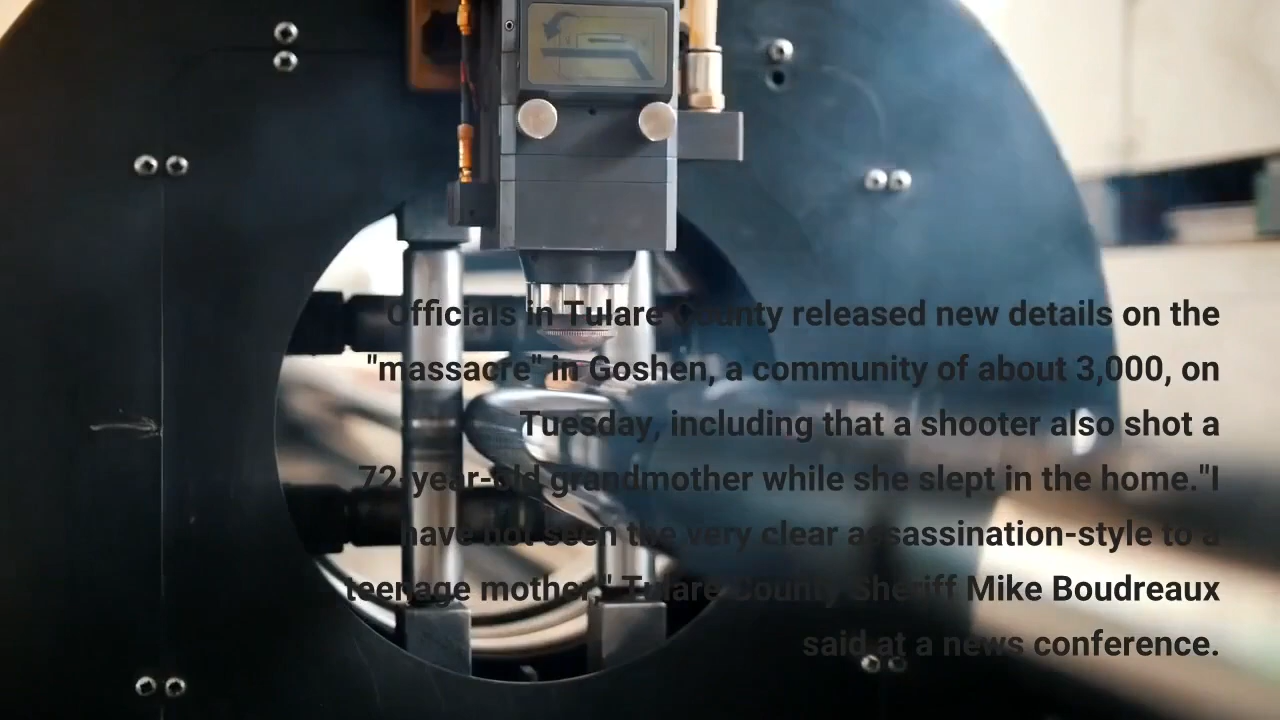 Officials in Tulare County released new details on the
"massacre" in Goshen, a community of about 3,000, on
Tuesday, including that a shooter also shot a
72-year-old grandmother while she slept in the home."I
have not seen the very clear assassination-style to a
teenage mother," Tulare County Sheriff Mike Boudreaux
said at a news conference.